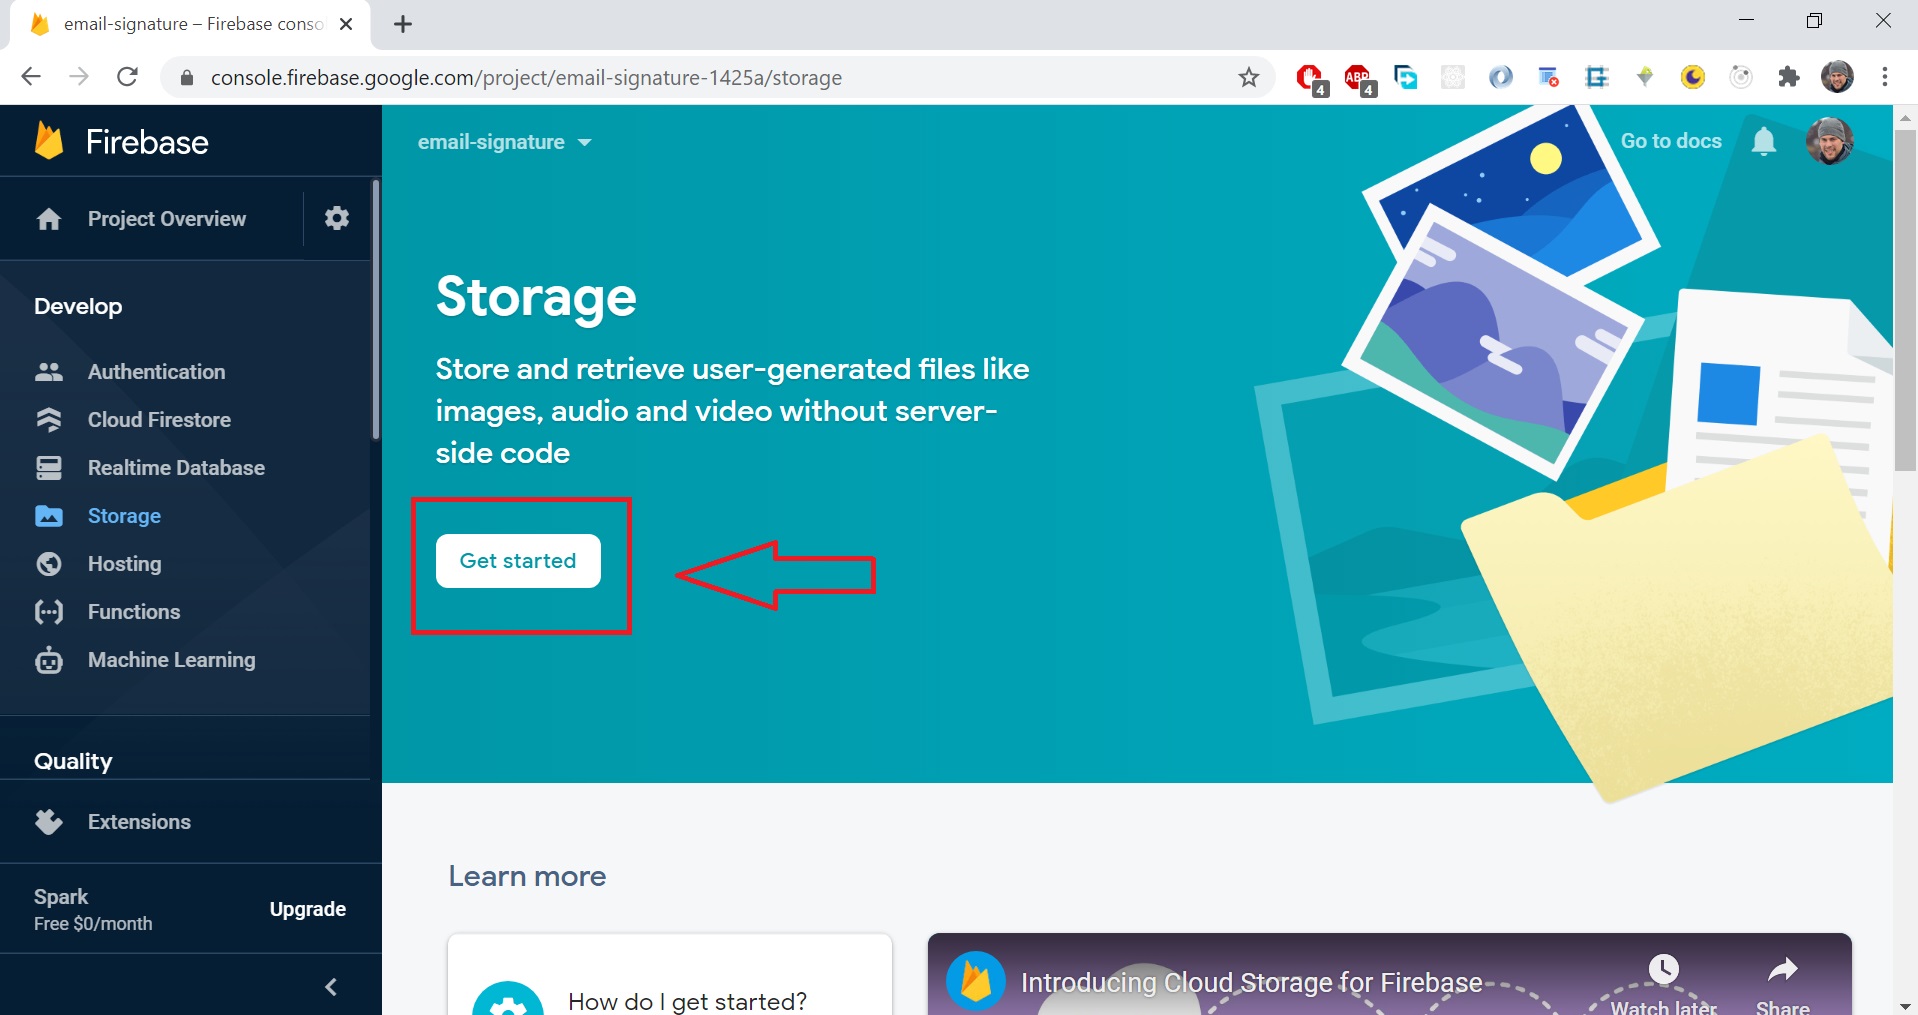 email-signature – Firebase conso
console.firebase.google.com/project/email-signature-1425a/storage
4
ABP
4
Firebase
email-signature
Go to docs
Project Overview
Develop
Authentication
Cloud Firestore
Realtime Database
Storage
Hosting
Functions
Machine Learning
Quality
Extensions
Spark
Free $0/month
Upgrade
Storage
Store and retrieve user-generated files like
images, audio and video without server-
side code
Get started
Learn more
How do I get started?
Introducing Cloud Storage for Firebase
Watch later
Share